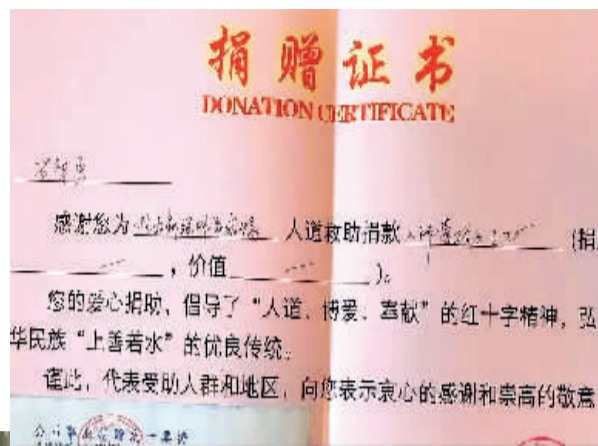 捐赠证书
DONATION CERTIFICATE
感谢您为 人道救助捐款 (捐
，价值 )。
您的爱心捐助，倡导了“人道、博爱、奉献”的红十字精神，弘
华民族“上善若水”的优良传统。
谨此，代表受助人群和地区，向您表示衷心的感谢和崇高的敬意